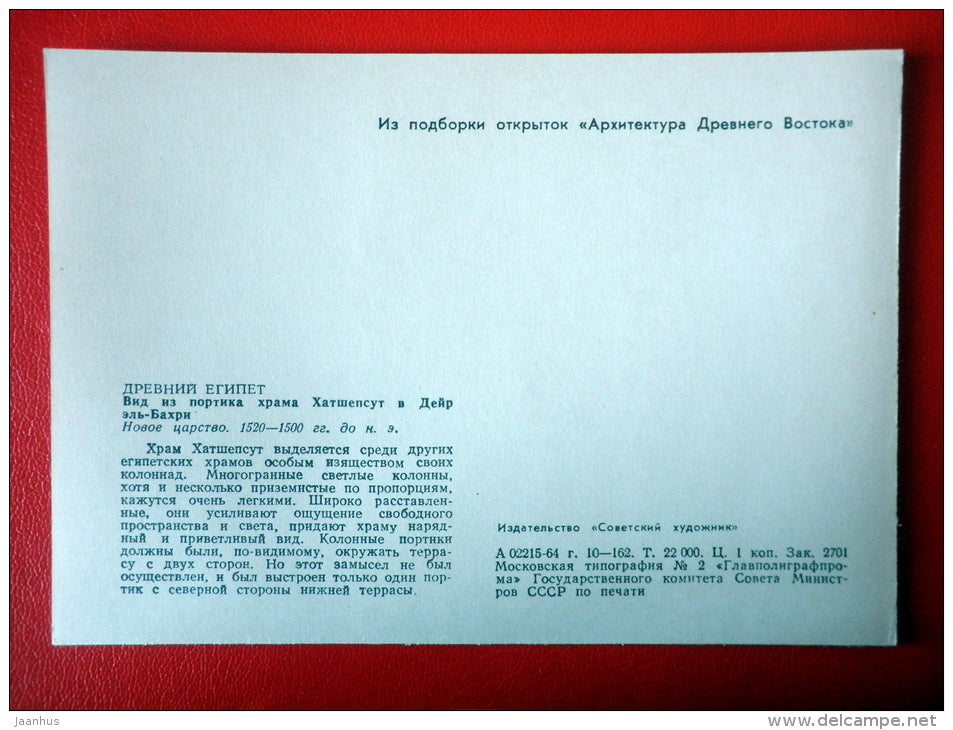 Из подборки открыток «Архитектура Древнего Востока»
ДРЕВНИЙ ЕГИПЕТ
Вид из портика храма Хатшепсут в Дейр
эль-Бахри
Новое царство. 1520—1500 гг. до н. э.
Храм Хатшепсут выделяется среди других
египетских храмов особым изяществом своих
колоннад. Многогранные светлые колонны,
хотя и несколько приземистые по пропорциям,
кажутся очень легкими. Широко расставлен-
ные, они усиливают ощущение свободного
пространства и света, придают храму наряд-
ный и приветливый вид. Колонные портики
должны были, по-видимому, окружать терра-
су с двух сторон. Но этот замысел не был
осуществлен, и был выстроен только один пор-
тик с северной стороны нижней террасы.
Издательство «Советский художник»
А 02215-64 г. 10—162. Т. 22 000. Ц. 1 коп. Зак. 2701
Московская типография № 2 «Главполиграфпро-
ма» Государственного комитета Совета Минист-
ров СССР по печати
Jaanhus
www.delcampe.net